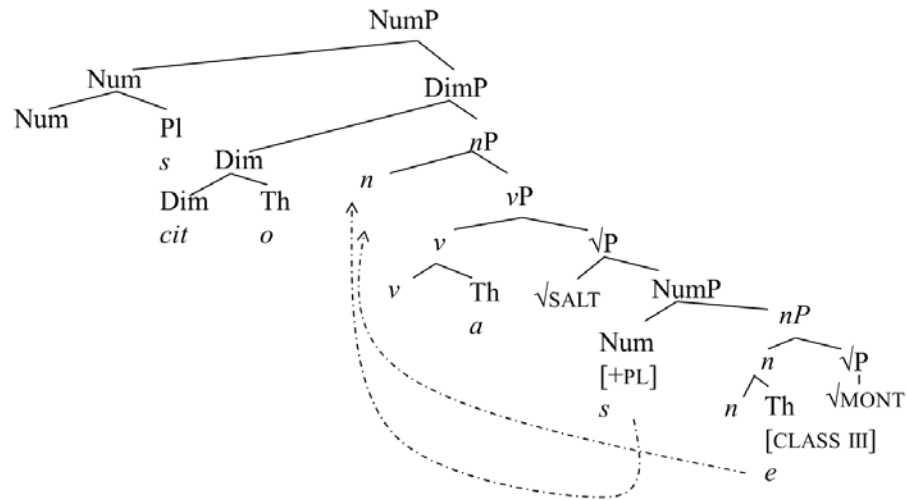 NumP
Num DimP
Num Pl nP
s Dim n vP
Dim Th v √P
cit o v Th √SALT NumP
a Num nP
[+PL] n √P
s n Th √MONT
[CLASS III]
e